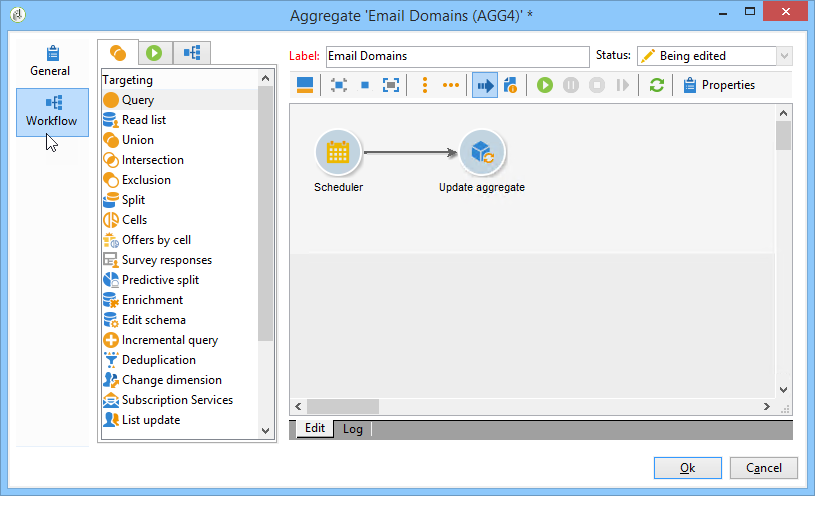 Aggregate 'Email Domains (AGG4)' *
General
Workflow
Targeting
Query
Read list
Union
Intersection
Exclusion
Split
Cells
Offers by cell
Survey responses
Predictive split
Enrichment
Edit schema
Incremental query
Deduplication
Change dimension
Subscription Services
List update
Label: Email Domains Status: Being edited
Properties
Scheduler Update aggregate
Edit Log
Ok Cancel